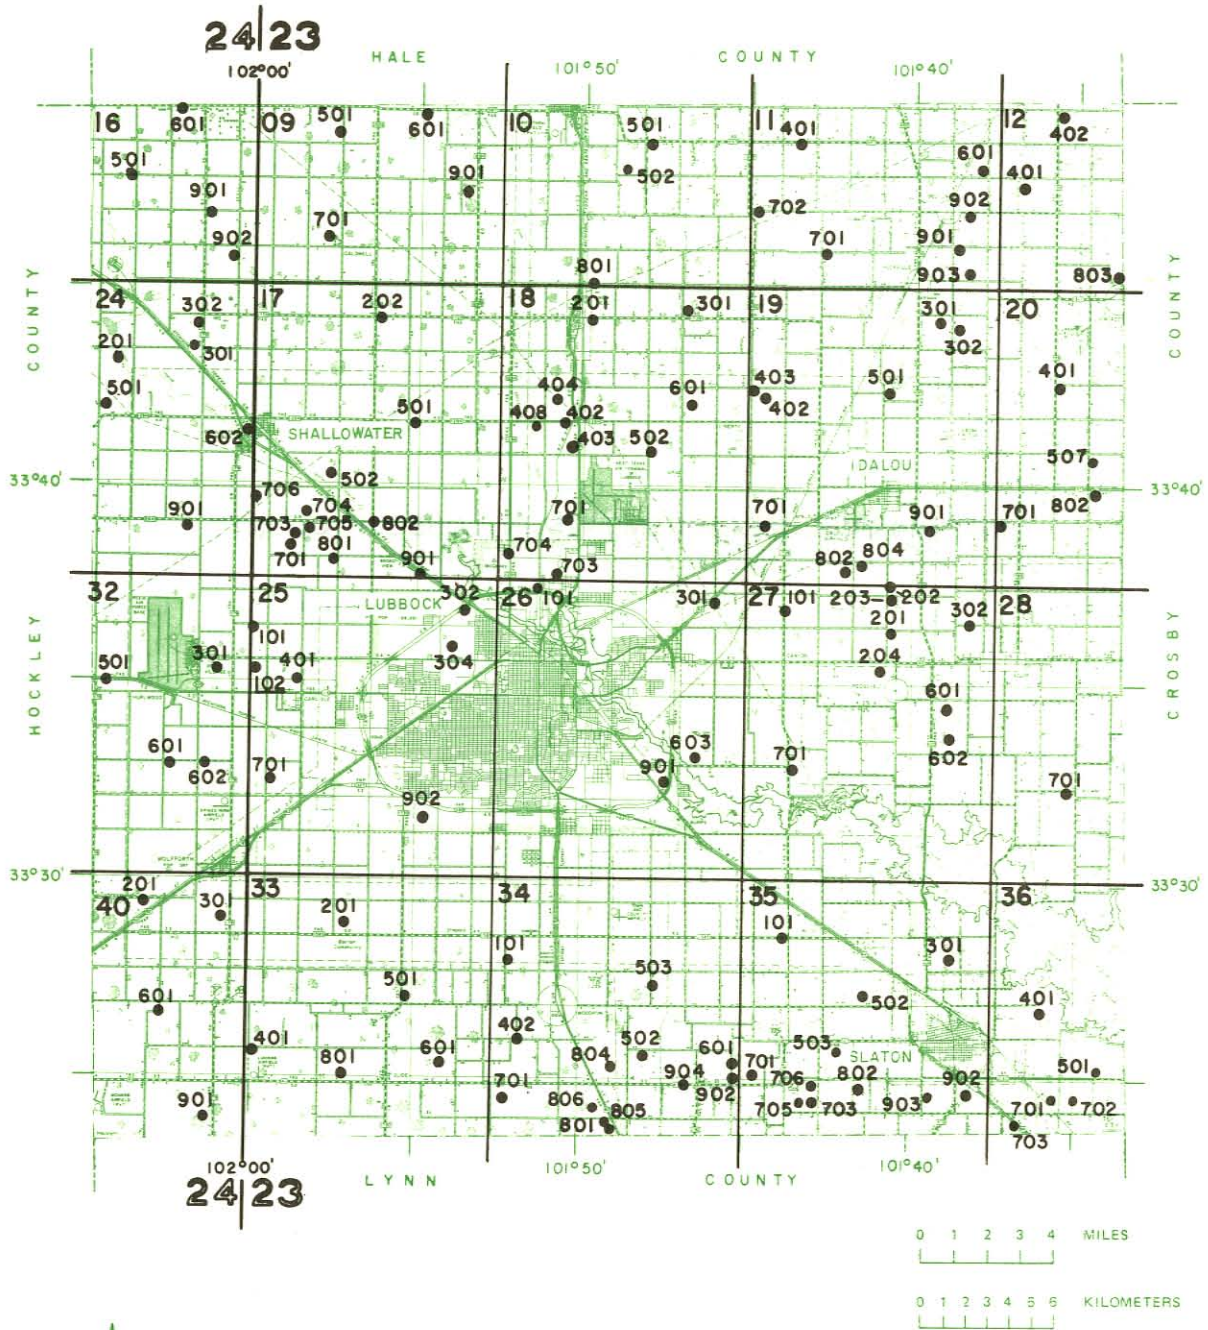 24|23
HALE COUNTY
102°00' 101°50' 101°40'
16 09 10 11 12
601 501 601 501 401 402
501 502 601 401
901 901 702 902
902 701 701 901
801 903 803
24 17 18 19 20
302 202 201 301 301
301 302
201 401
501 501 404 601 403 501
408 402 402
602 SHALLOWATER 403 502
502 IDALOU 507
33°40' 33°40'
706 802
901 704 802 701 701 901 701
703 705
701 801 901 704 703 802 804
32 25 26 27 28
LUBBOCK
302 101 301 101 203 202 302
101 201
501 301 401 304 204
102
601
601 602 701 603 701 602
901 701
902
WOLFFORTH
33°30' 33°30'
40 33 34 35 36
201 301 201 101
101 301
501 503 502 401
601
401 801 601 402 502 601 503 SLATON
804 904 701 706 802 902 501
901 701 806 805 902 705 703 903 701 702
801 703
COUNTY HOCKLEY
COUNTY CROSBY
102°00' 101°50' 101°40'
24|23
LYNN COUNTY
0 1 2 3 4 MILES
0 1 2 3 4 5 6 KILOMETERS